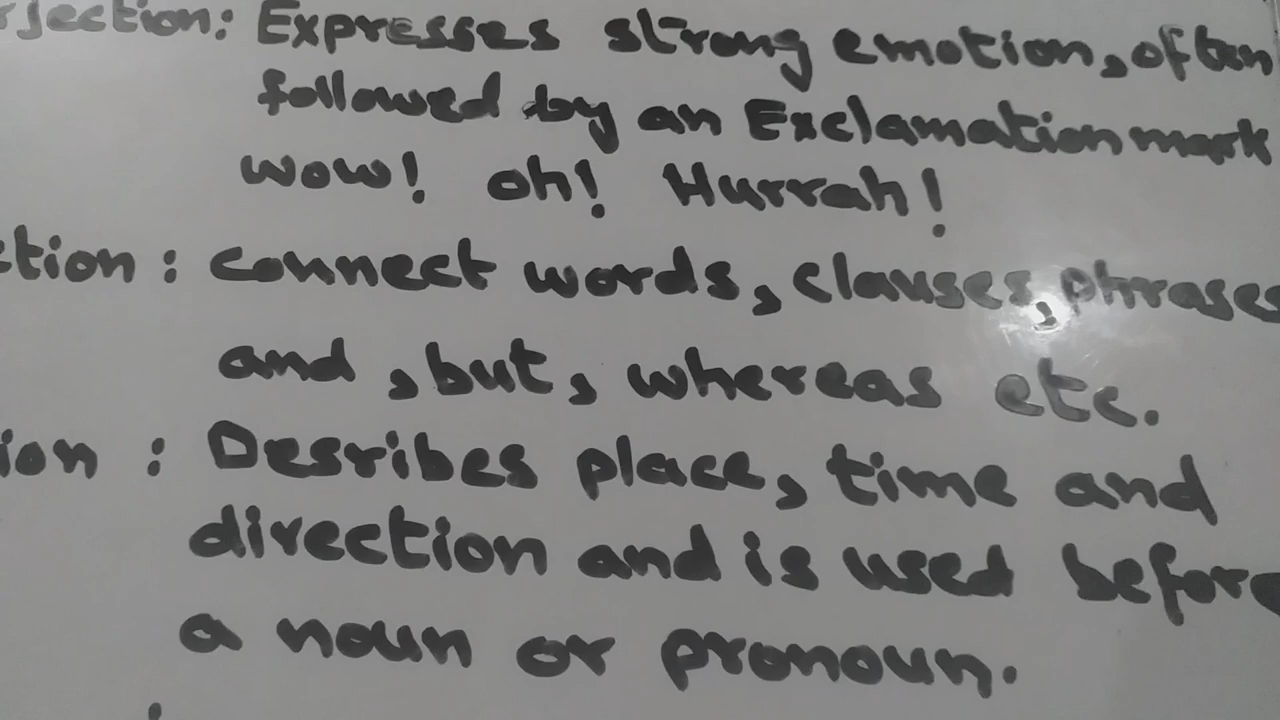 rjection: Expresses strong emotion, often
followed by an Exclamation mark
wow! oh! Hurrah!
ction: connect words, clauses, phrases
and, but, whereas etc.
ion: Desribes place, time and
direction and is used before
a noun or pronoun.